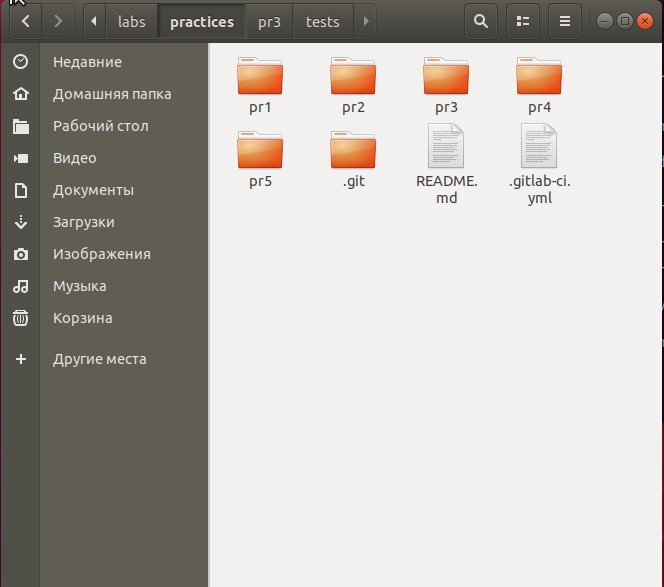 labs practices pr3 tests
Недавние
Домашняя папка
Рабочий стол
Видео
Документы
Загрузки
Изображения
Музыка
Корзина
Другие места
pr1 pr2 pr3 pr4
pr5 .git README. .gitlab-ci.
md yml